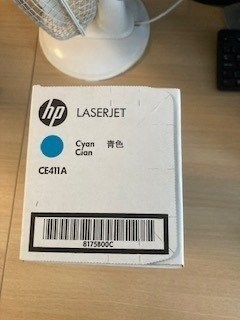 hp LASERJET
Cyan 青色
Cian
CE411A
8175800C